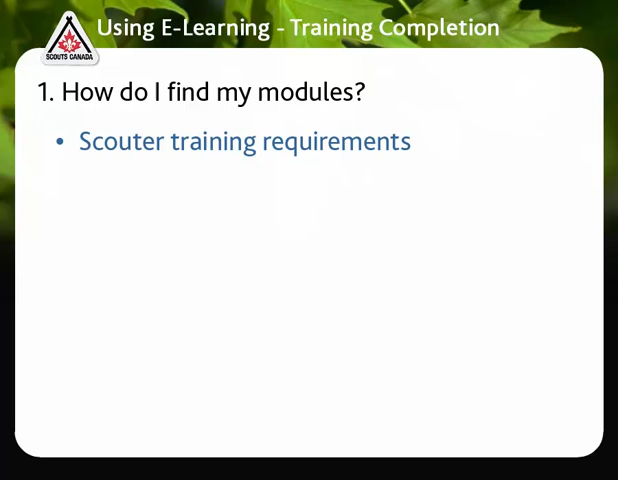 Using E-Learning - Training Completion
SCOUTS CANADA
1. How do I find my modules?
• Scouter training requirements